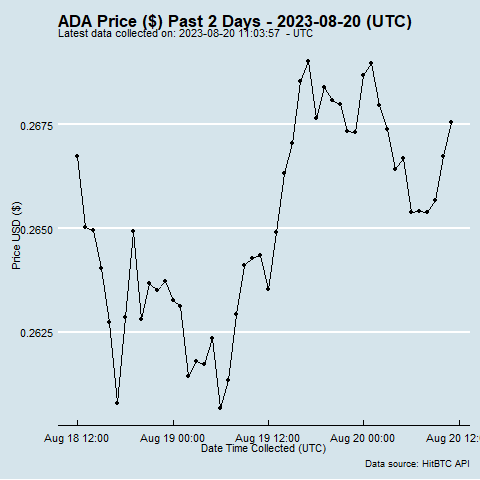 ADA Price ($) Past 2 Days - 2023-08-20 (UTC)
Latest data collected on: 2023-08-20 11:03:57 - UTC
0.2675
0.2650
0.2625
Price USD ($)
Aug 18 12:00 Aug 19 00:00 Aug 19 12:00 Aug 20 00:00 Aug 20 12:
Date Time Collected (UTC)
Data source: HitBTC API